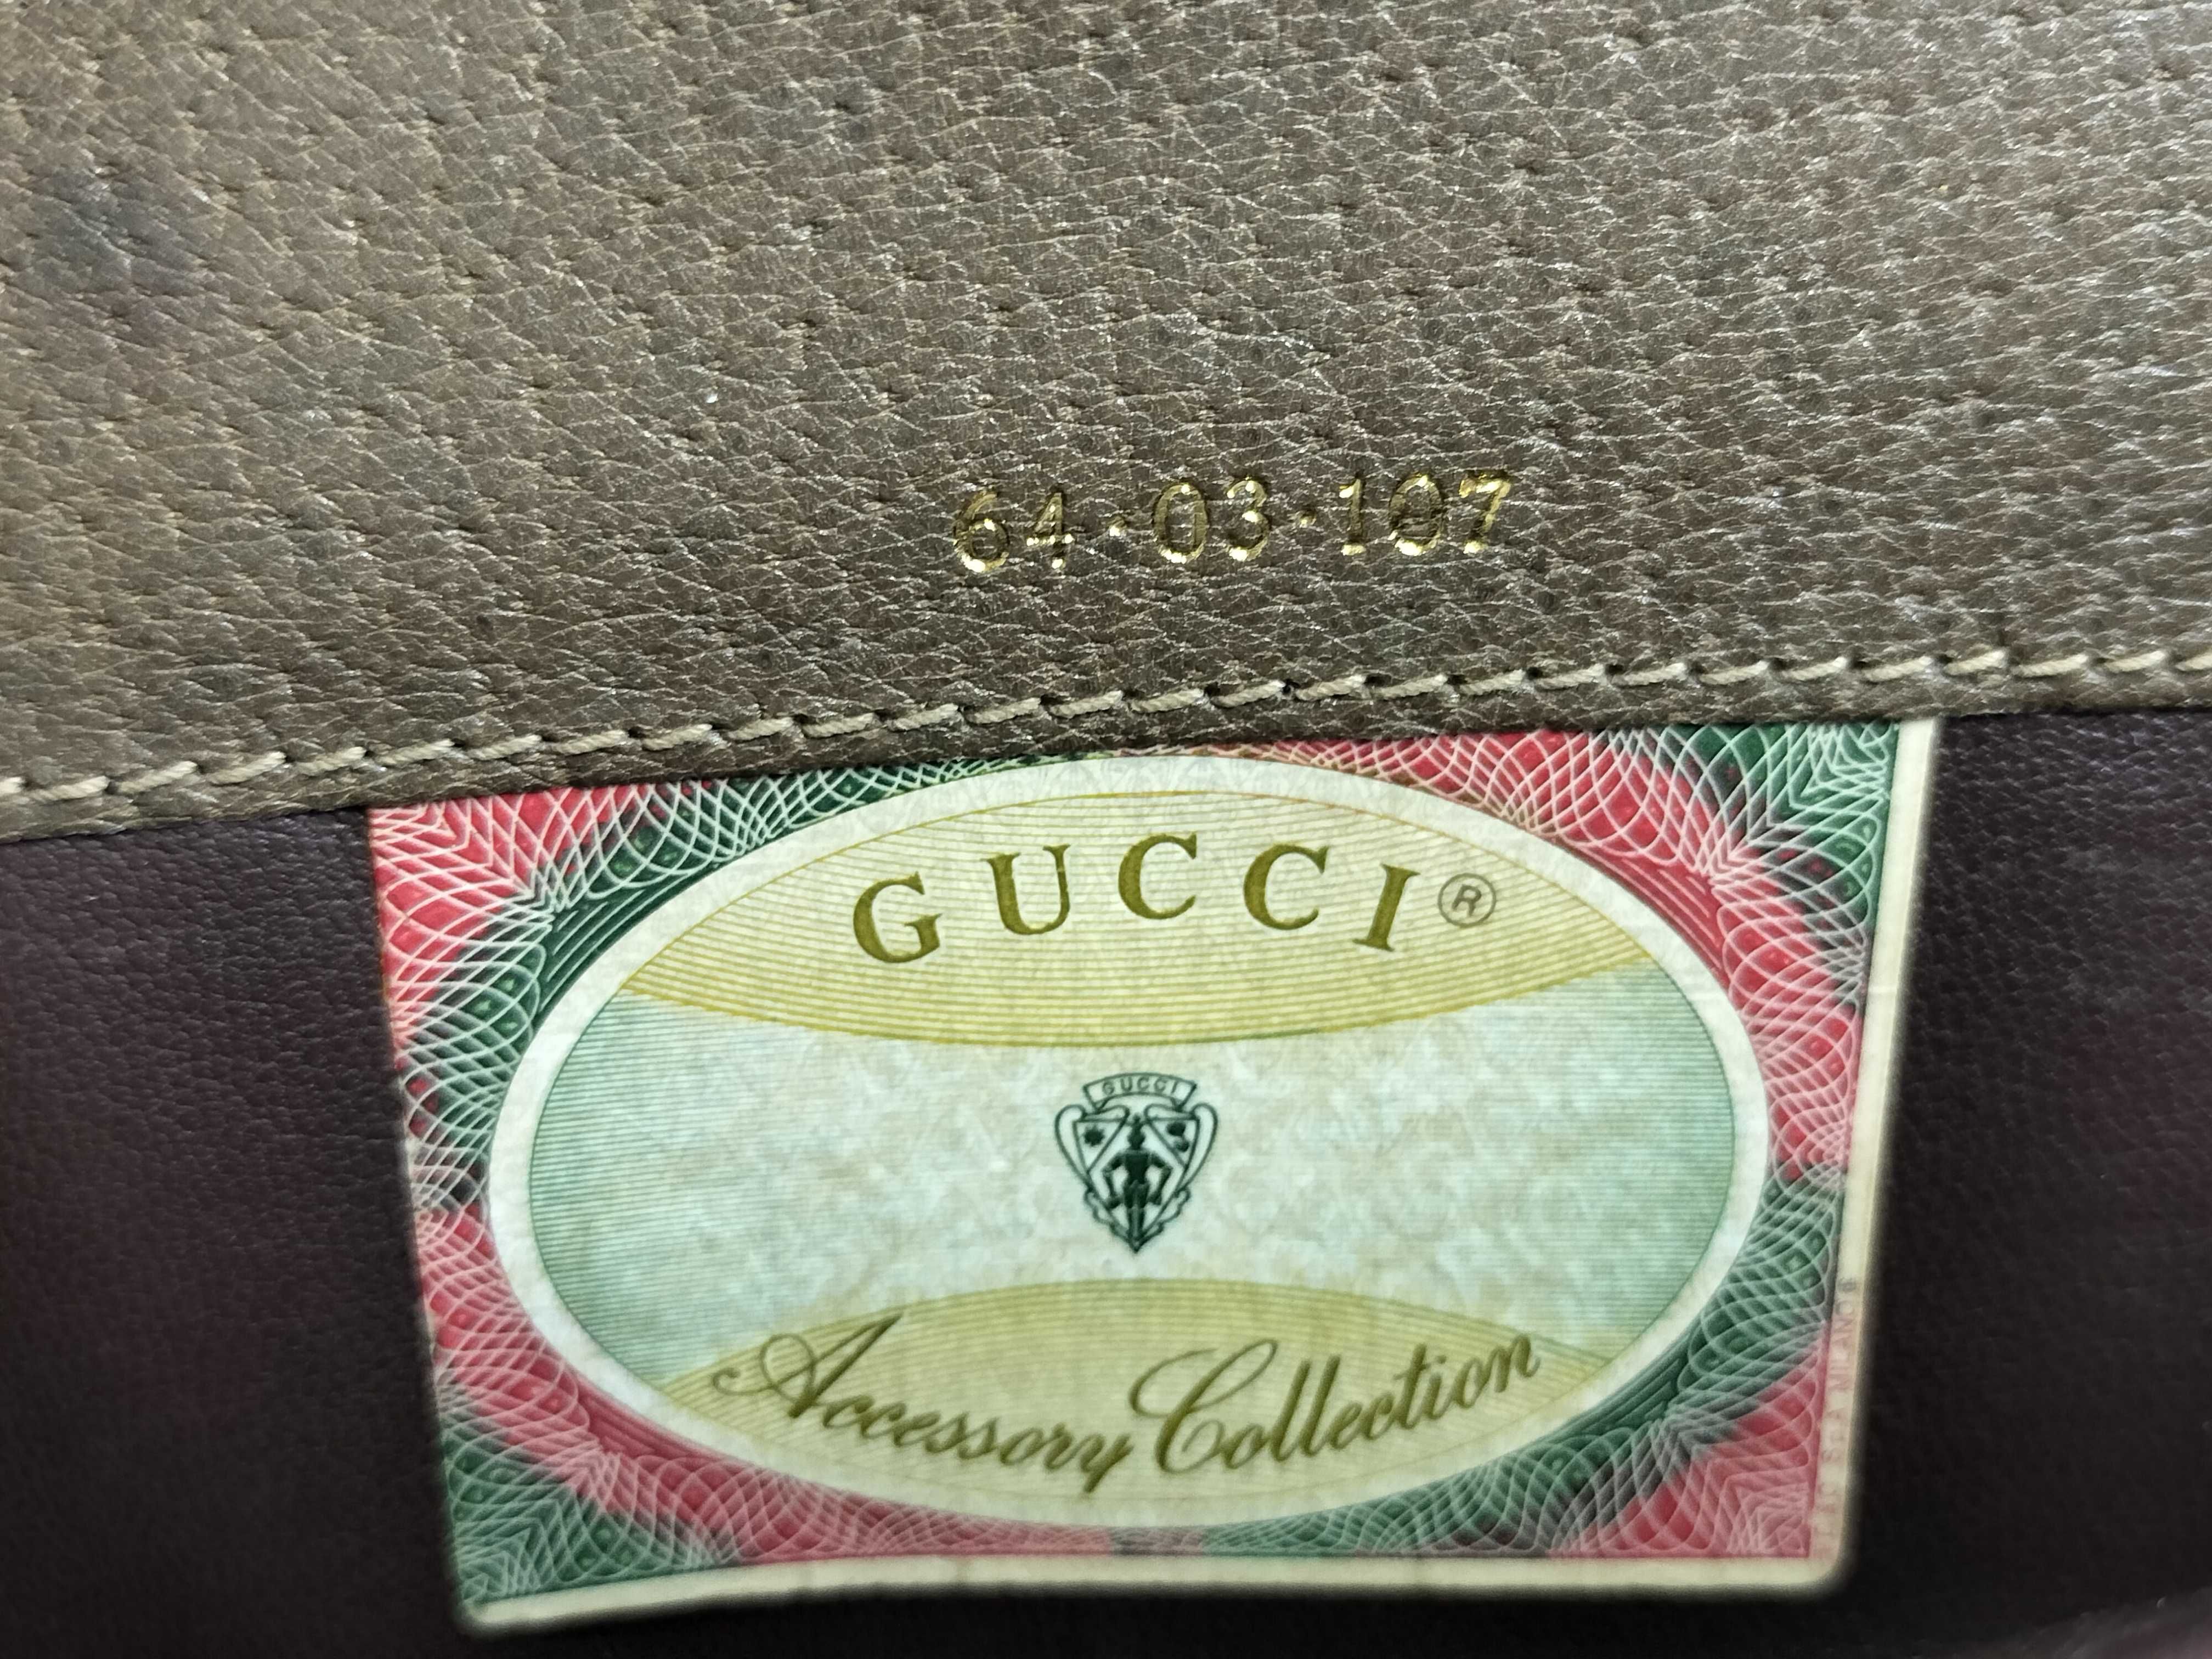 64·03·107
GUCCI®
GUCCI
Accessory Collection